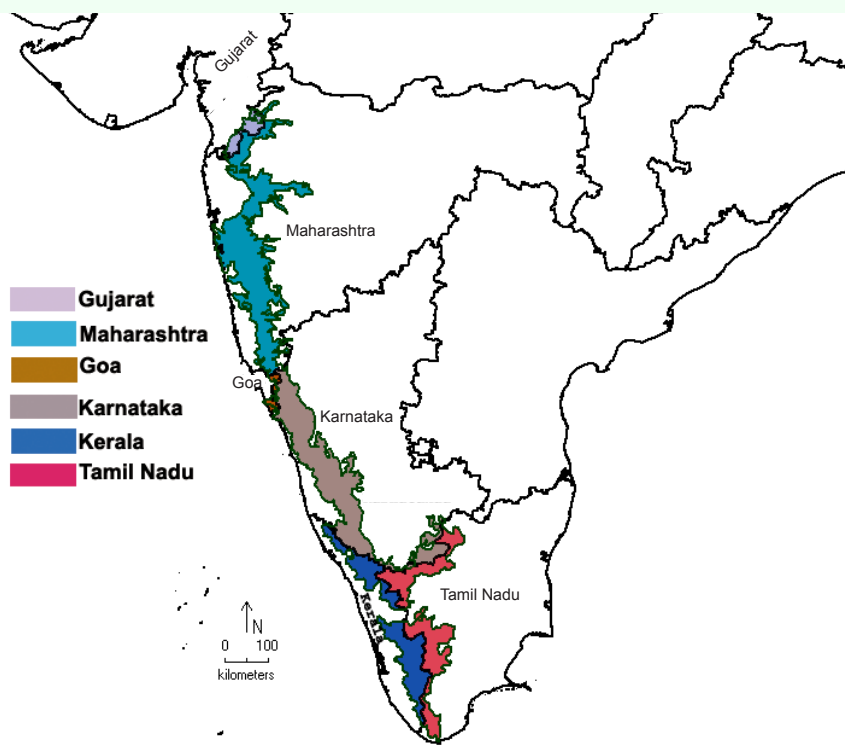 Gujarat
Maharashtra
Gujarat
Maharashtra
Goa
Goa
Karnataka
Karnataka
Kerala
Tamil Nadu
Tamil Nadu
Kerala
N
0 100
kilometers